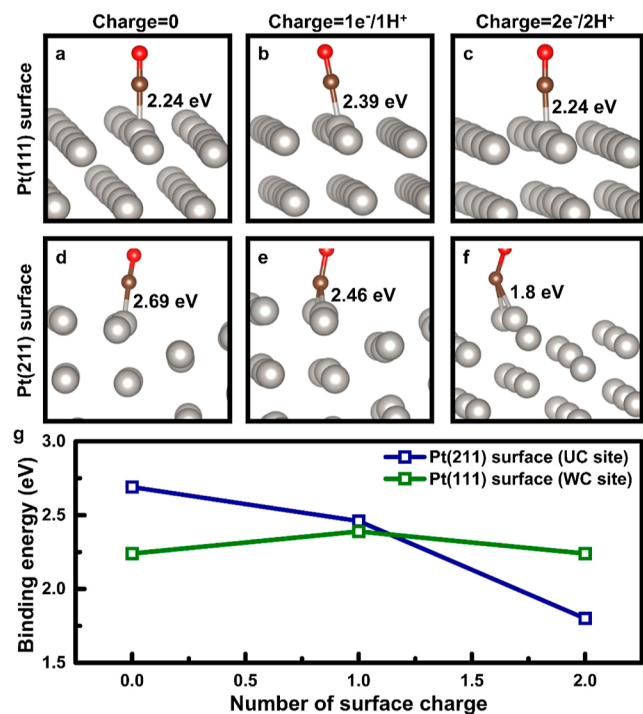 Charge=0 Charge=1e⁻/1H⁺ Charge=2e⁻/2H⁺
Pt(111) surface
a 2.24 eV
b 2.39 eV
c 2.24 eV
Pt(211) surface
d 2.69 eV
e 2.46 eV
f 1.8 eV
g
Binding energy (eV)
3.0
2.5
2.0
1.5
Pt(211) surface (UC site)
Pt(111) surface (WC site)
0.0 0.5 1.0 1.5 2.0
Number of surface charge